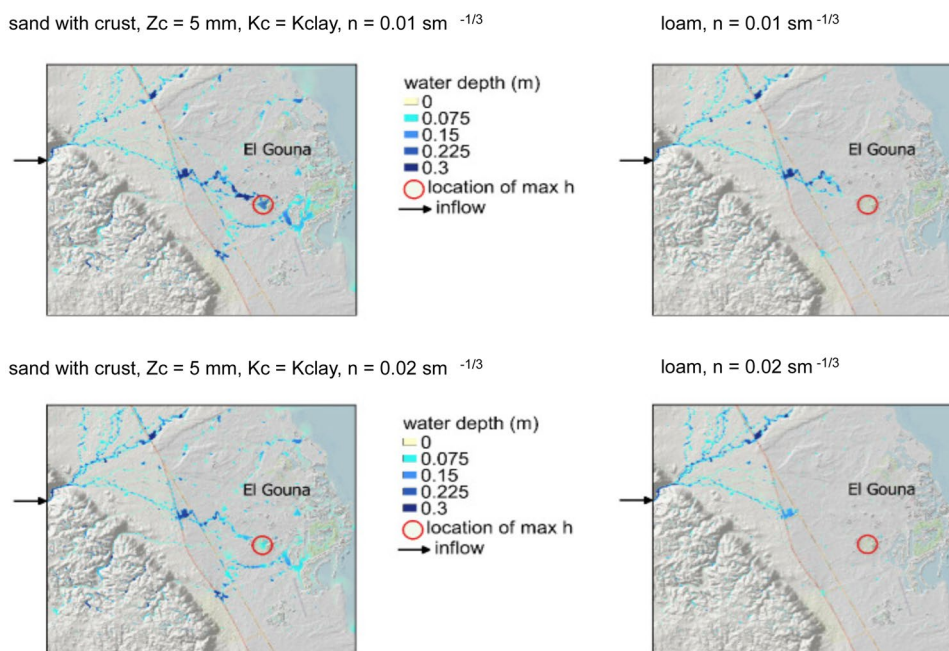 sand with crust, Zc = 5 mm, Kc = Kclay, n = 0.01 sm -1/3
loam, n = 0.01 sm -1/3
water depth (m)
0
0.075
0.15
0.225
0.3
location of max h
inflow
El Gouna
El Gouna
sand with crust, Zc = 5 mm, Kc = Kclay, n = 0.02 sm -1/3
loam, n = 0.02 sm -1/3
water depth (m)
0
0.075
0.15
0.225
0.3
location of max h
inflow
El Gouna
El Gouna